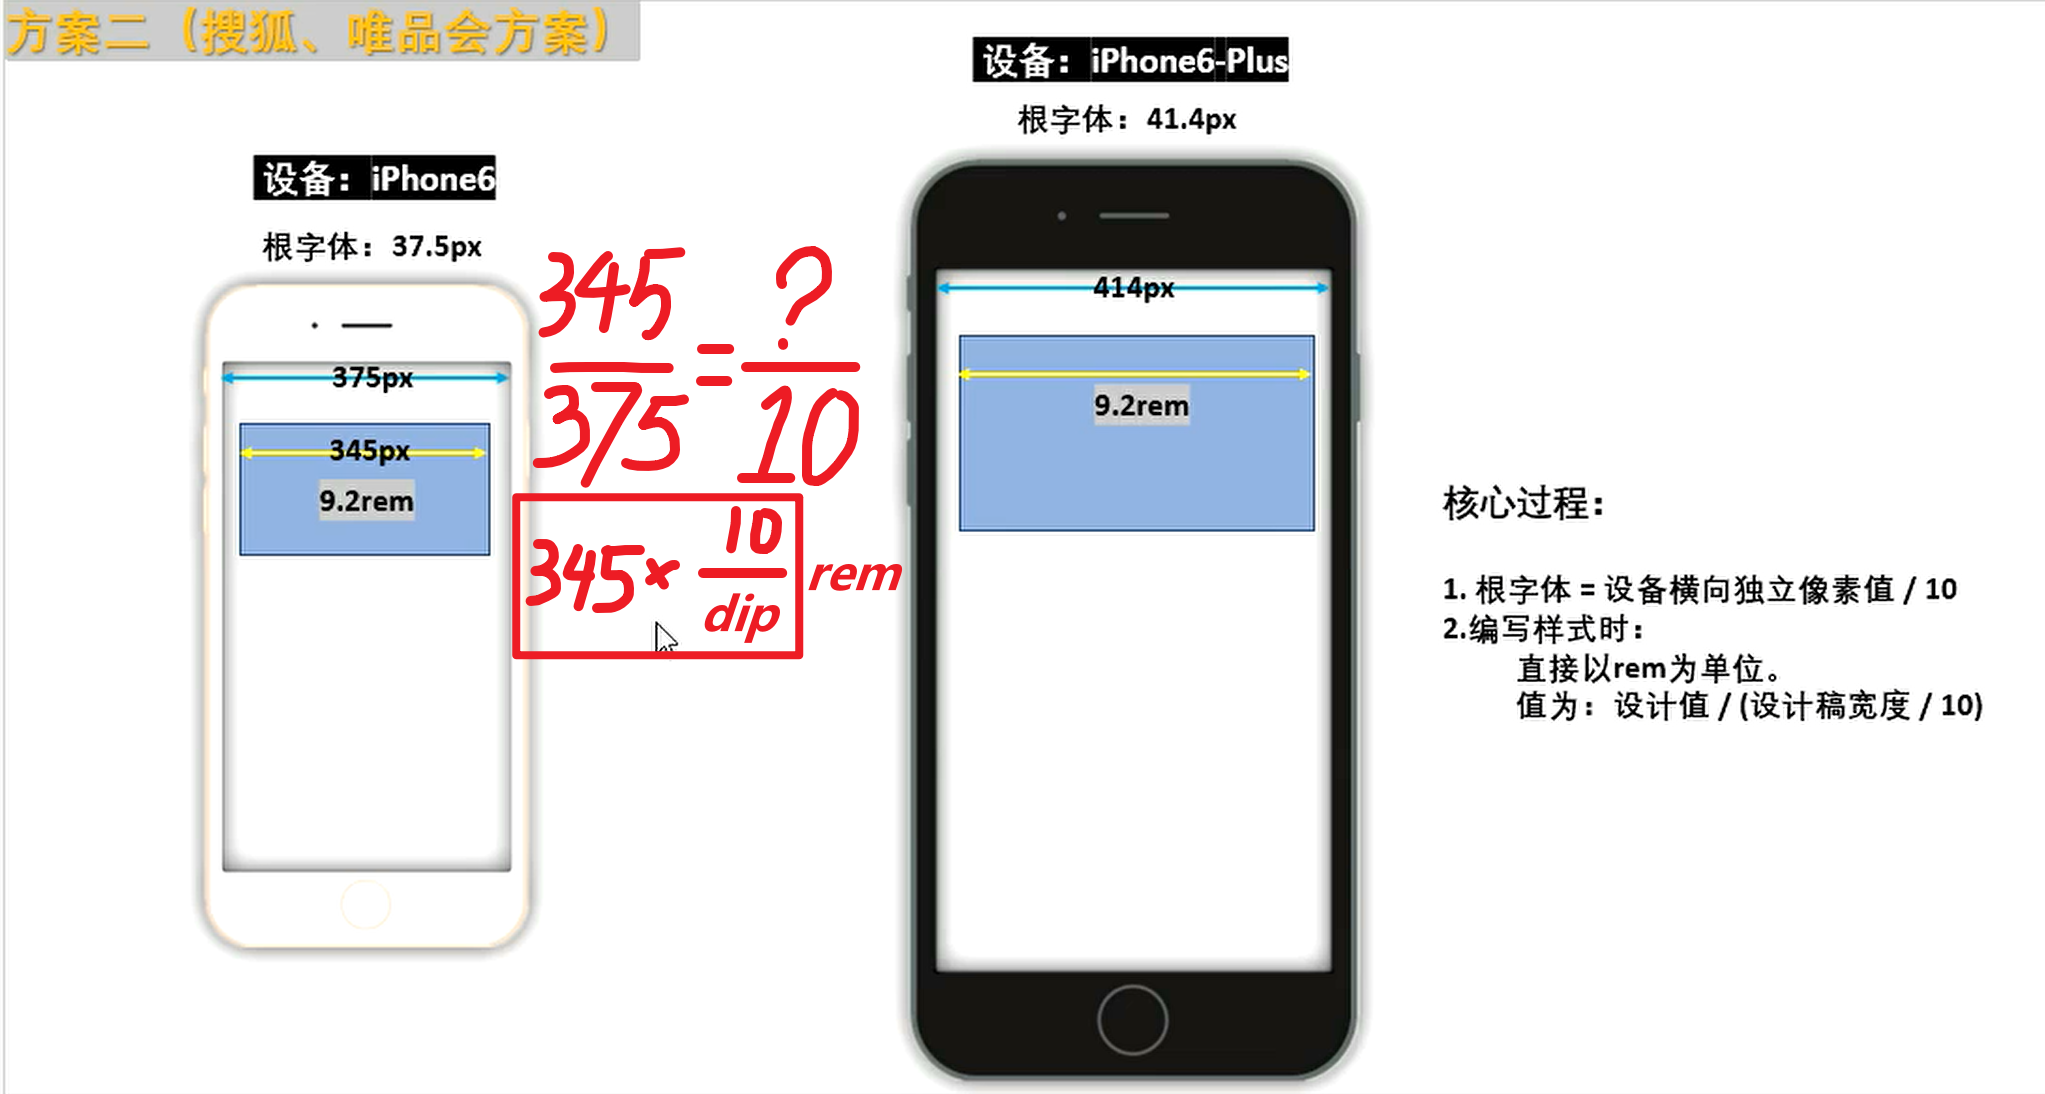 方案二（搜狐、唯品会方案）
设备：iPhone6
根字体：37.5px
375px
345px
9.2rem
345
375
=
?
10
345×
10
dip
rem
设备：iPhone6-Plus
根字体：41.4px
414px
9.2rem
核心过程：
1. 根字体 = 设备横向独立像素值 / 10
2.编写样式时：
直接以rem为单位。
值为：设计值 / (设计稿宽度 / 10)